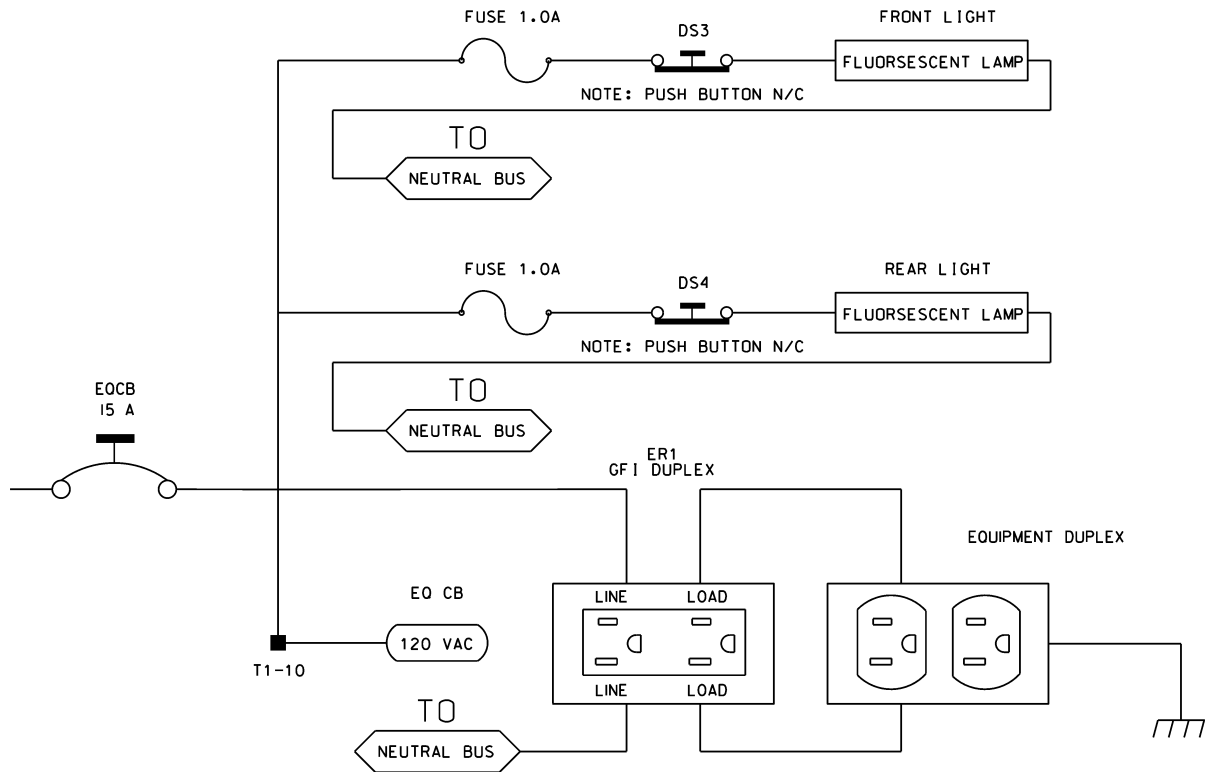 FUSE 1.0A
DS3
FRONT LIGHT
FLUORSESCENT LAMP
NOTE: PUSH BUTTON N/C
TO
NEUTRAL BUS
FUSE 1.0A
DS4
REAR LIGHT
FLUORSESCENT LAMP
NOTE: PUSH BUTTON N/C
TO
NEUTRAL BUS
EQCB
15 A
ER1
GFI DUPLEX
EQUIPMENT DUPLEX
LINE
LOAD
EQ CB
120 VAC
T1-10
LINE
LOAD
TO
NEUTRAL BUS